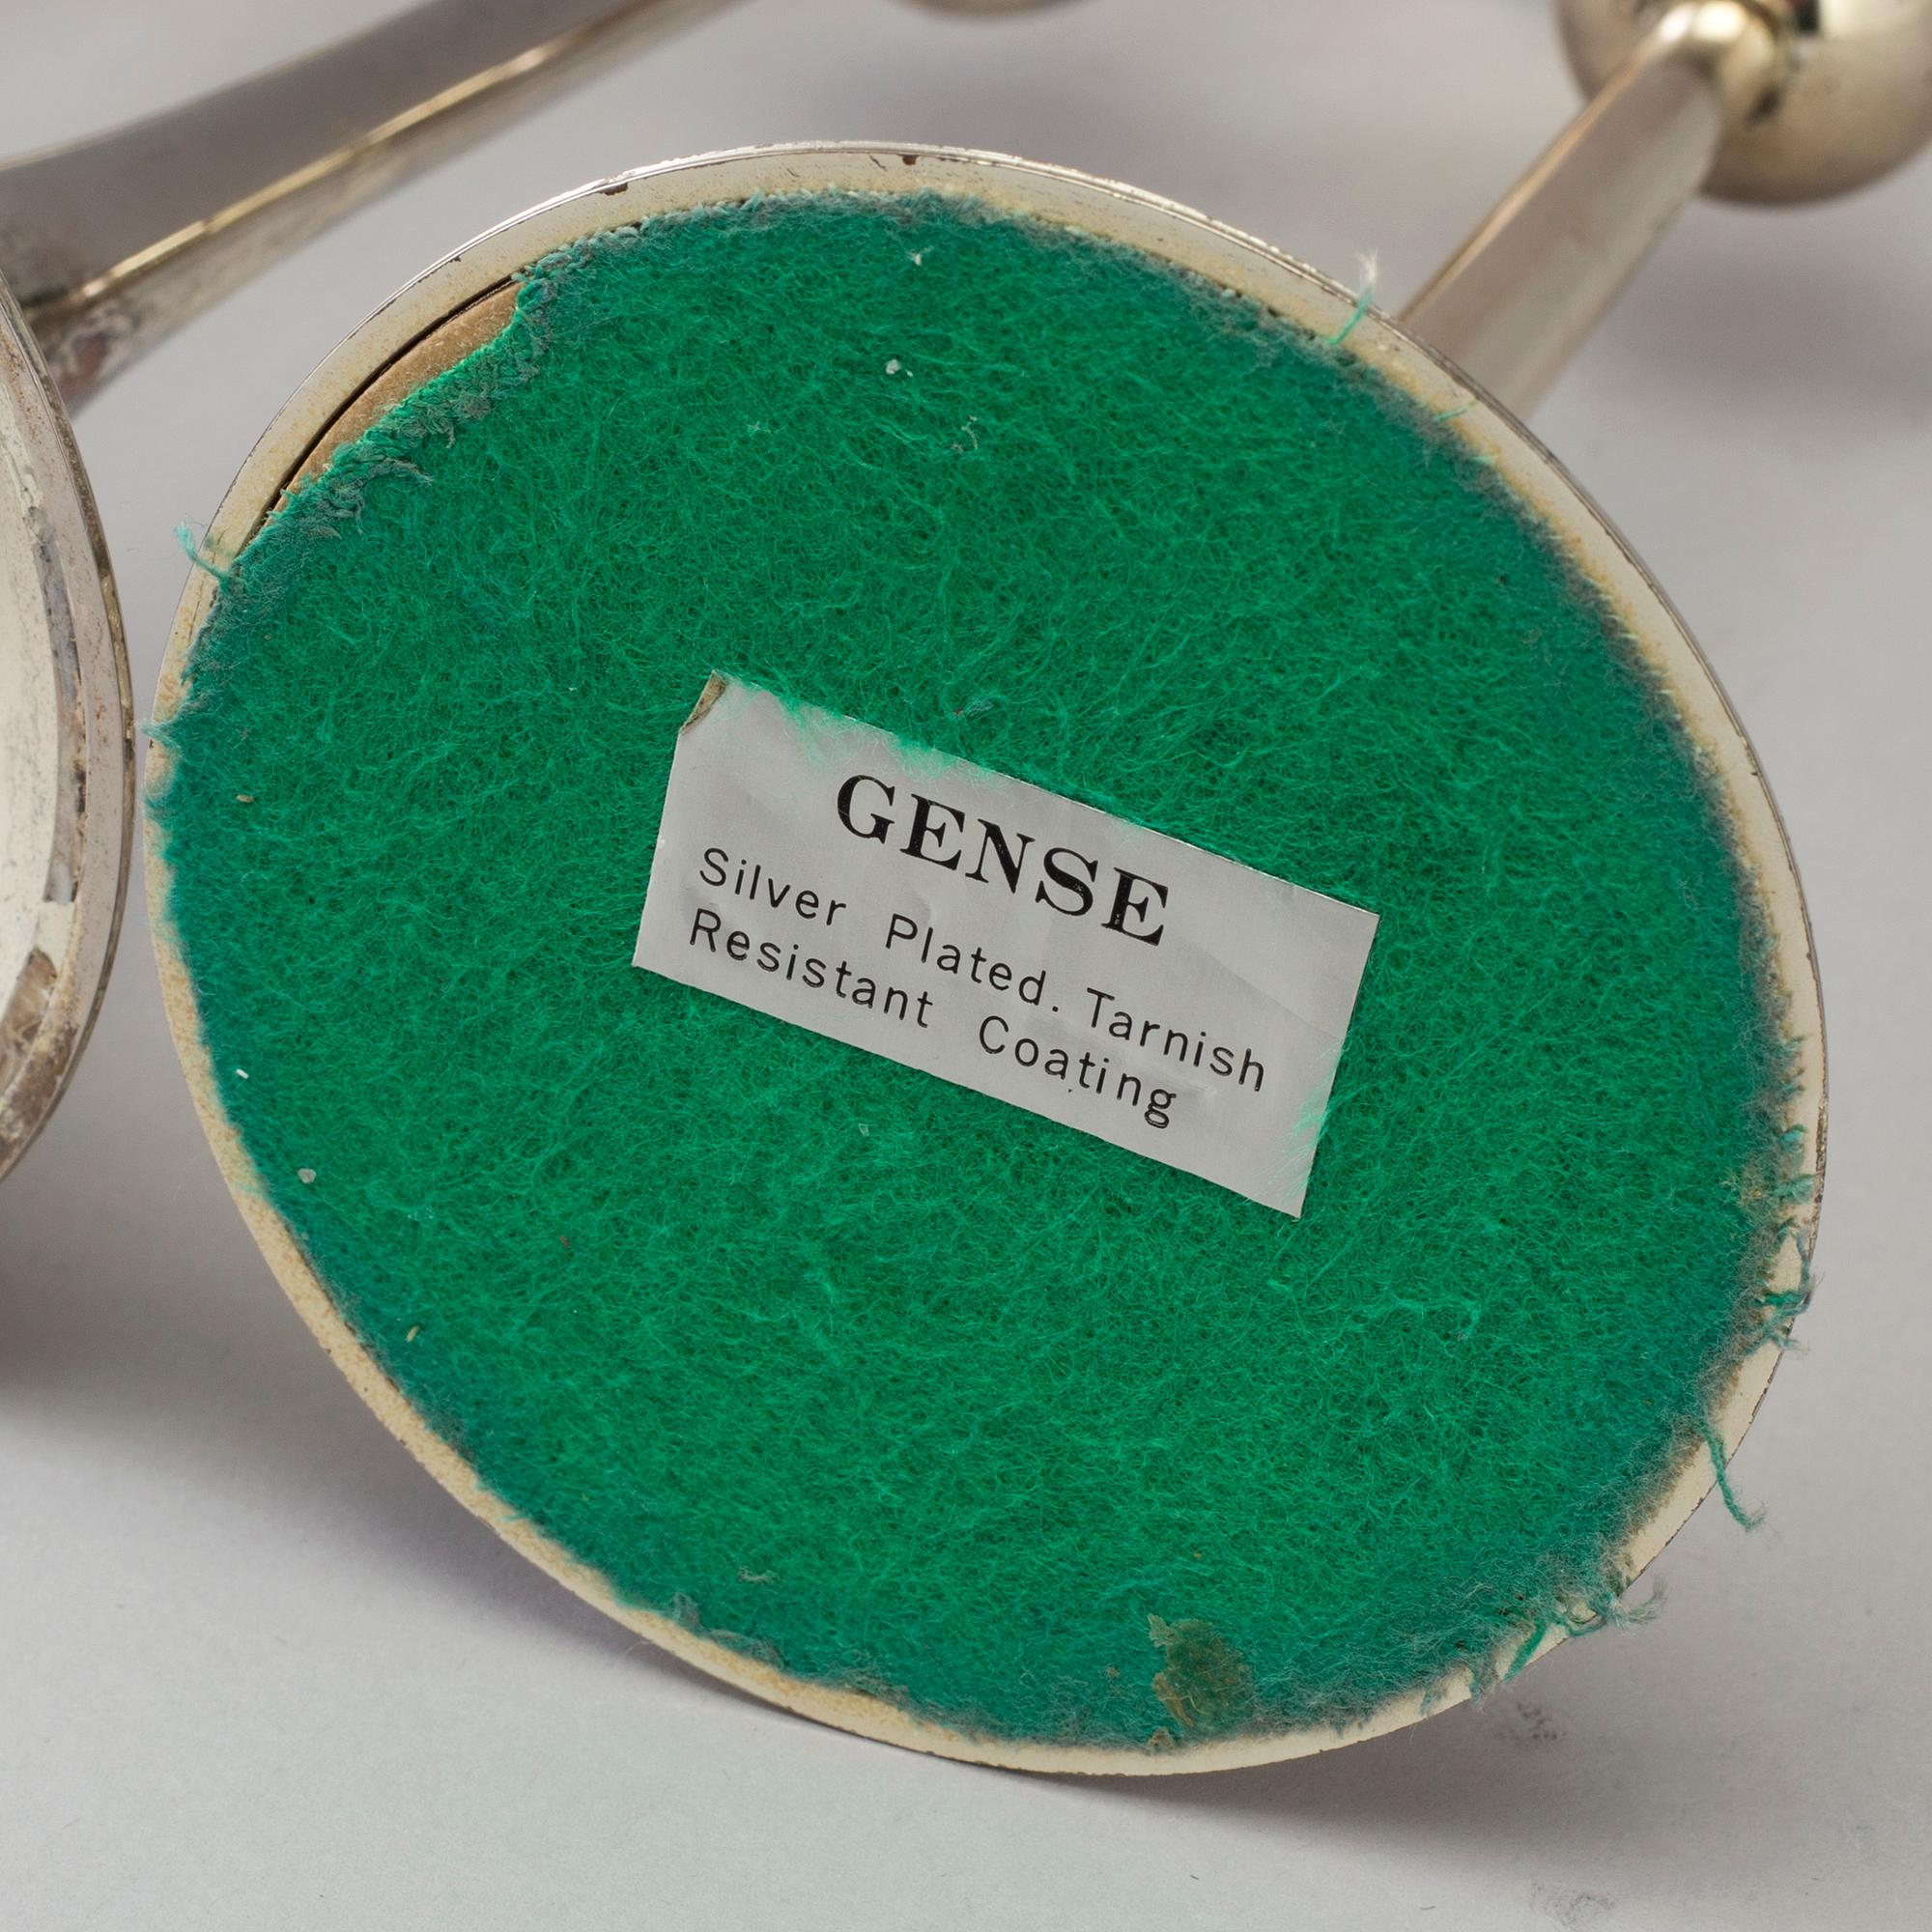 GENSE
Silver Plated. Tarnish
Resistant Coating